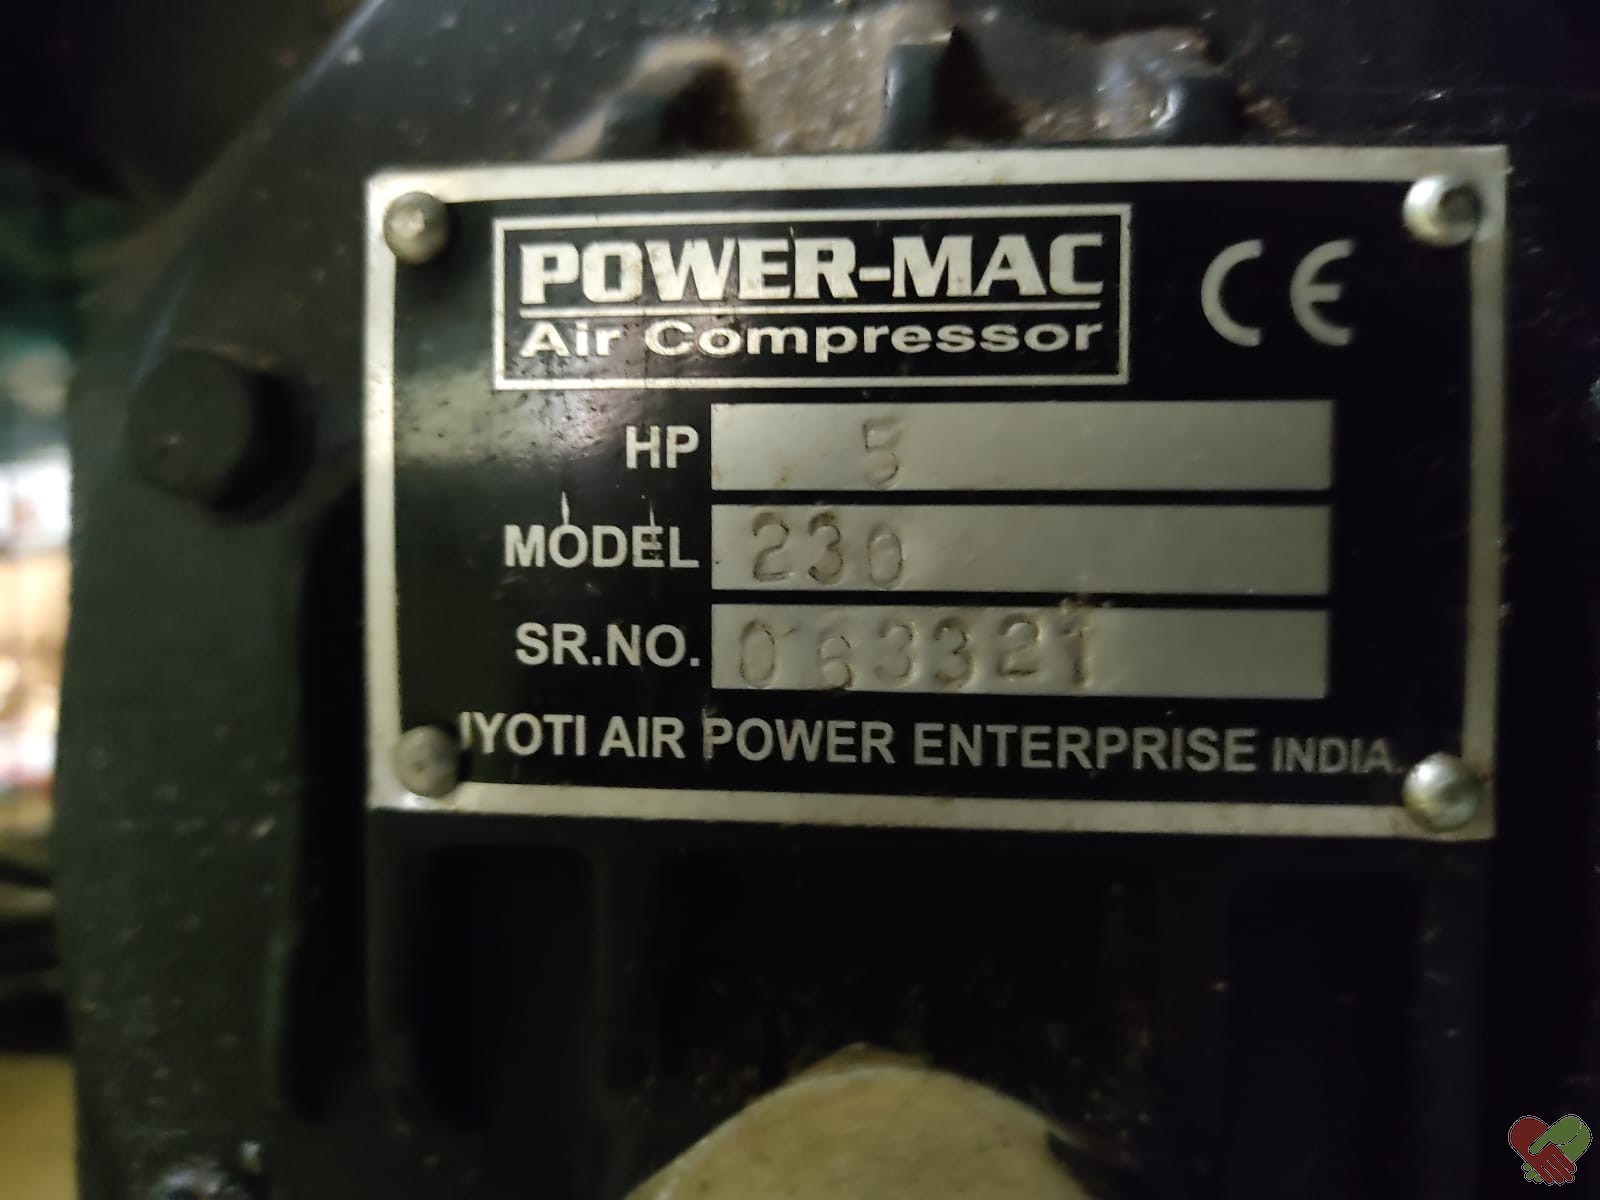 POWER-MAC
Air Compressor
CE
HP 5
MODEL 230
SR.NO. 063321
JYOTI AIR POWER ENTERPRISE INDIA.